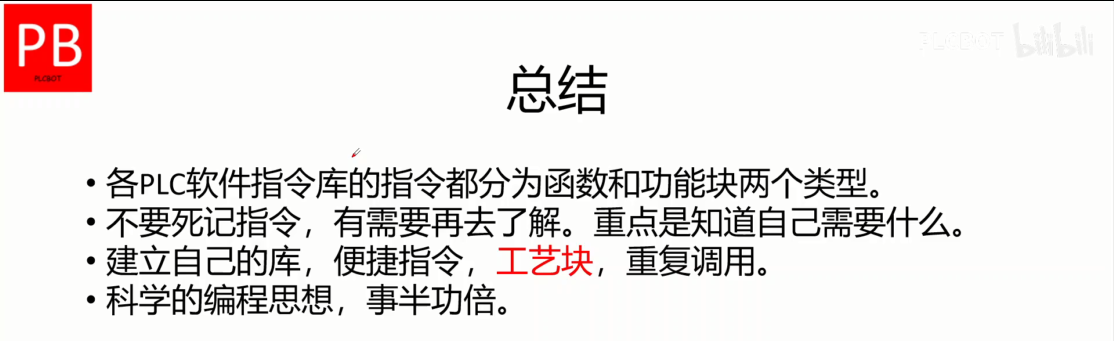 PB
PLCBOT
PLCBOT bilibili
总结
• 各PLC软件指令库的指令都分为函数和功能块两个类型。
• 不要死记指令，有需要再去了解。重点是知道自己需要什么。
• 建立自己的库，便捷指令，工艺块，重复调用。
• 科学的编程思想，事半功倍。